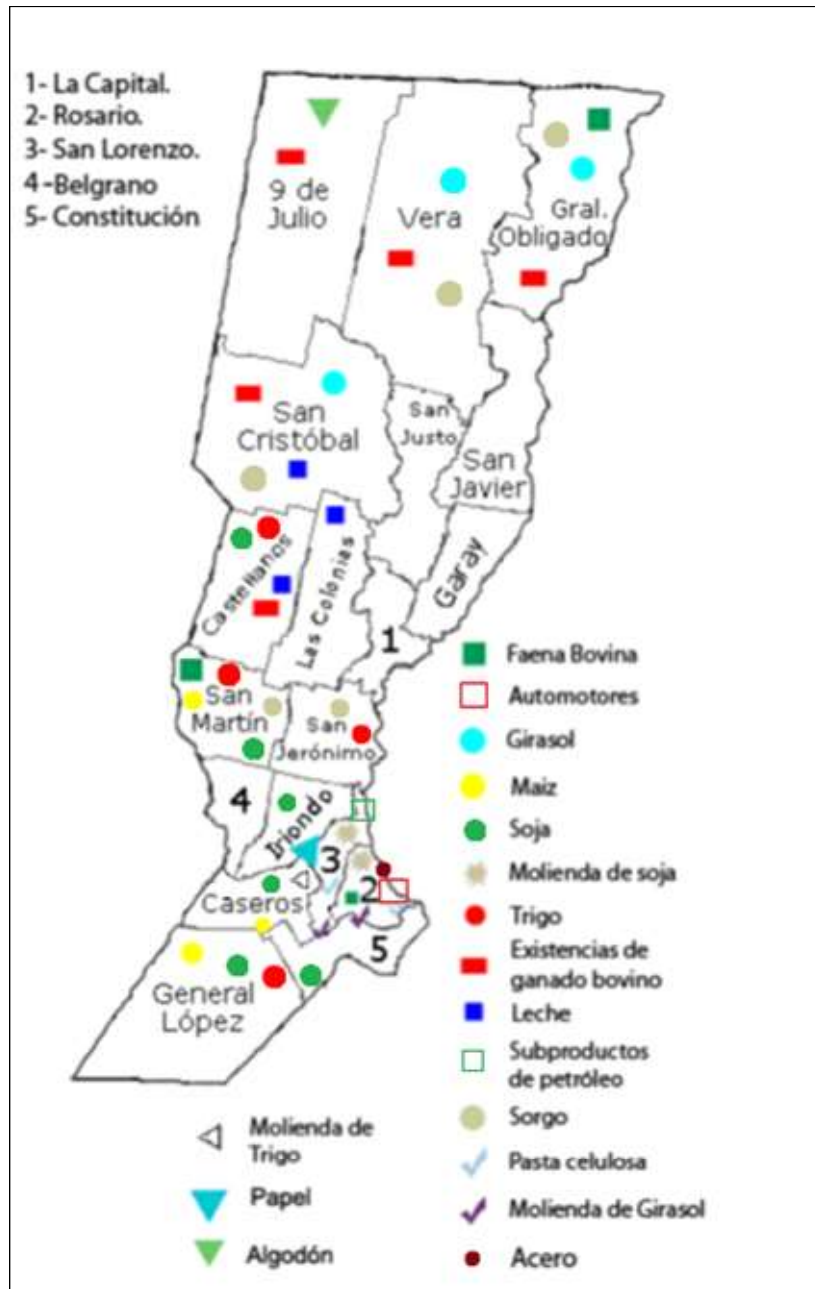 1- La Capital.
2- Rosario.
3- San Lorenzo.
4 -Belgrano
5- Constitución
9 de
Julio
Vera
Gral.
Obligado
San
Cristóbal
San
Justo
San
Javier
Castellanos
Las Colonias
Garay
1
San
Martín
San
Jerónimo
4
Iriondo
3
2
Caseros
5
General
López
Faena Bovina
Automotores
Girasol
Maiz
Soja
Molienda de soja
Trigo
Existencias de
ganado bovino
Leche
Subproductos
de petróleo
Sorgo
Pasta celulosa
Molienda de Girasol
Acero
Molienda de
Trigo
Papel
Algodón